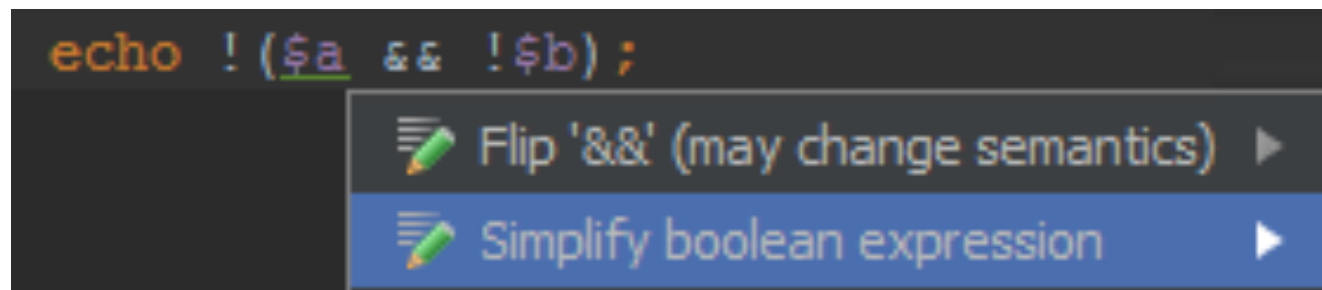 echo !($a && !$b);
Flip '&&' (may change semantics)
Simplify boolean expression